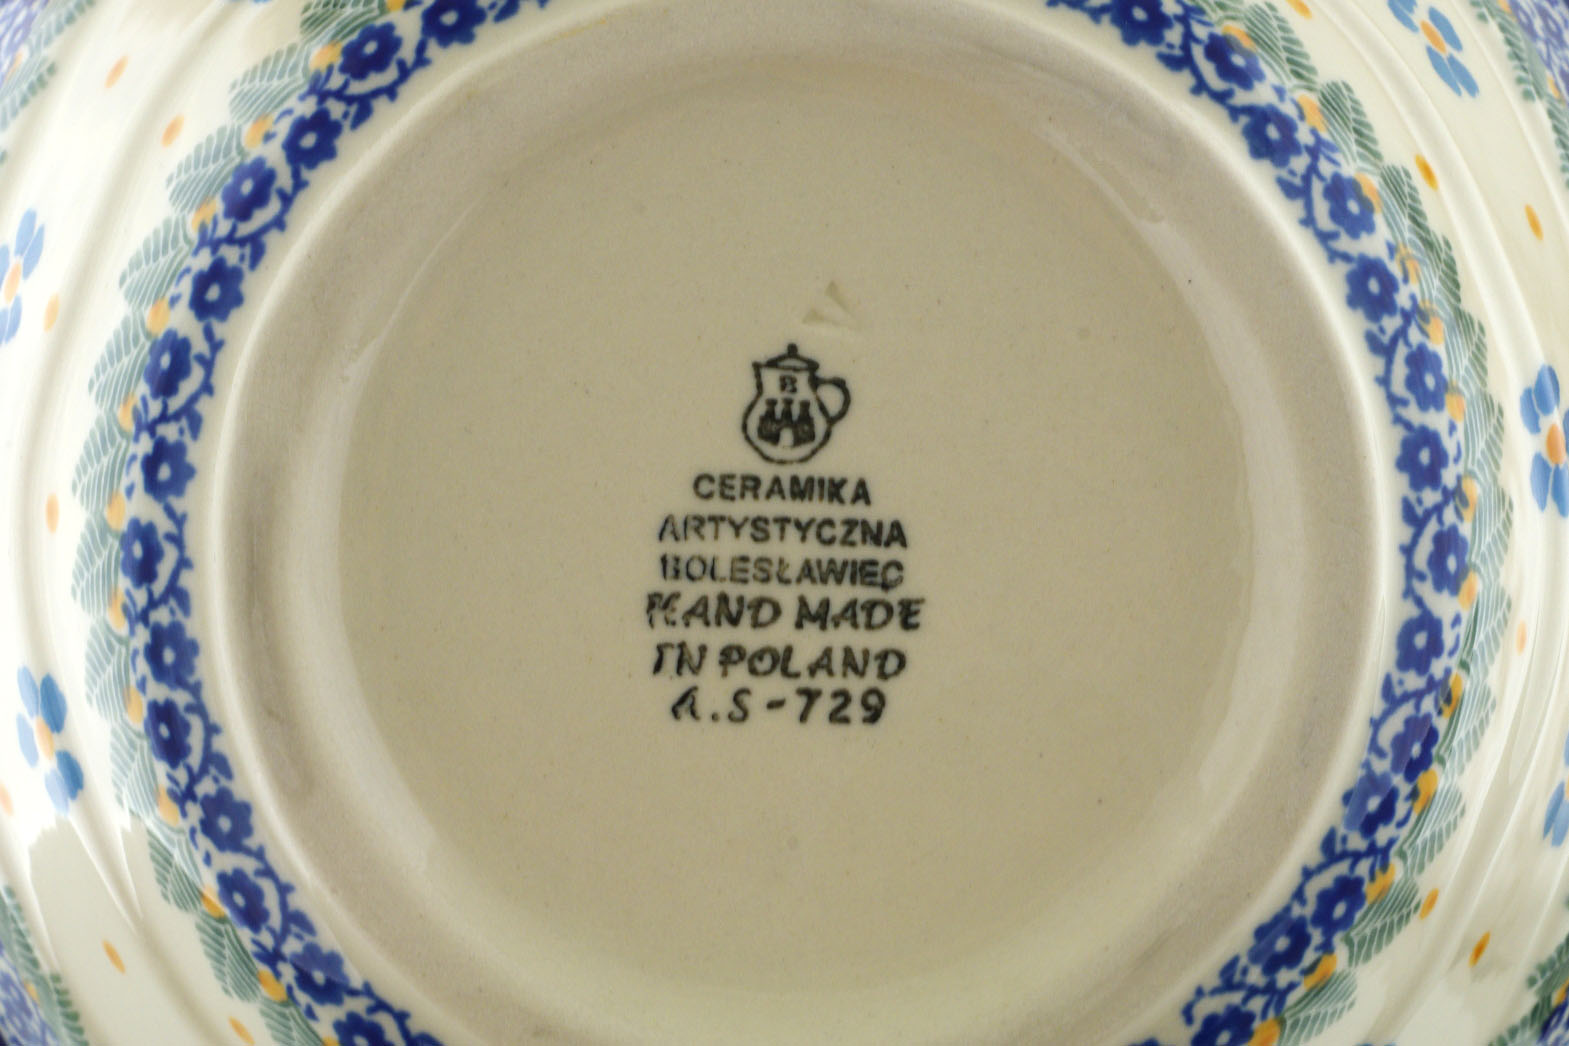 B
CERAMIKA
ARTYSTYCZNA
BOLESŁAWIEC
HAND MADE
IN POLAND
A.S-729